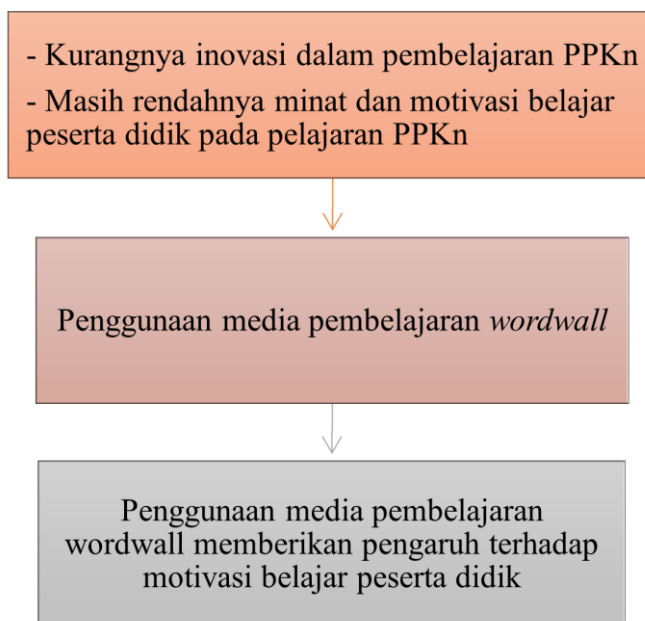 - Kurangnya inovasi dalam pembelajaran PPKn
- Masih rendahnya minat dan motivasi belajar
peserta didik pada pelajaran PPKn
Penggunaan media pembelajaran wordwall
Penggunaan media pembelajaran
wordwall memberikan pengaruh terhadap
motivasi belajar peserta didik